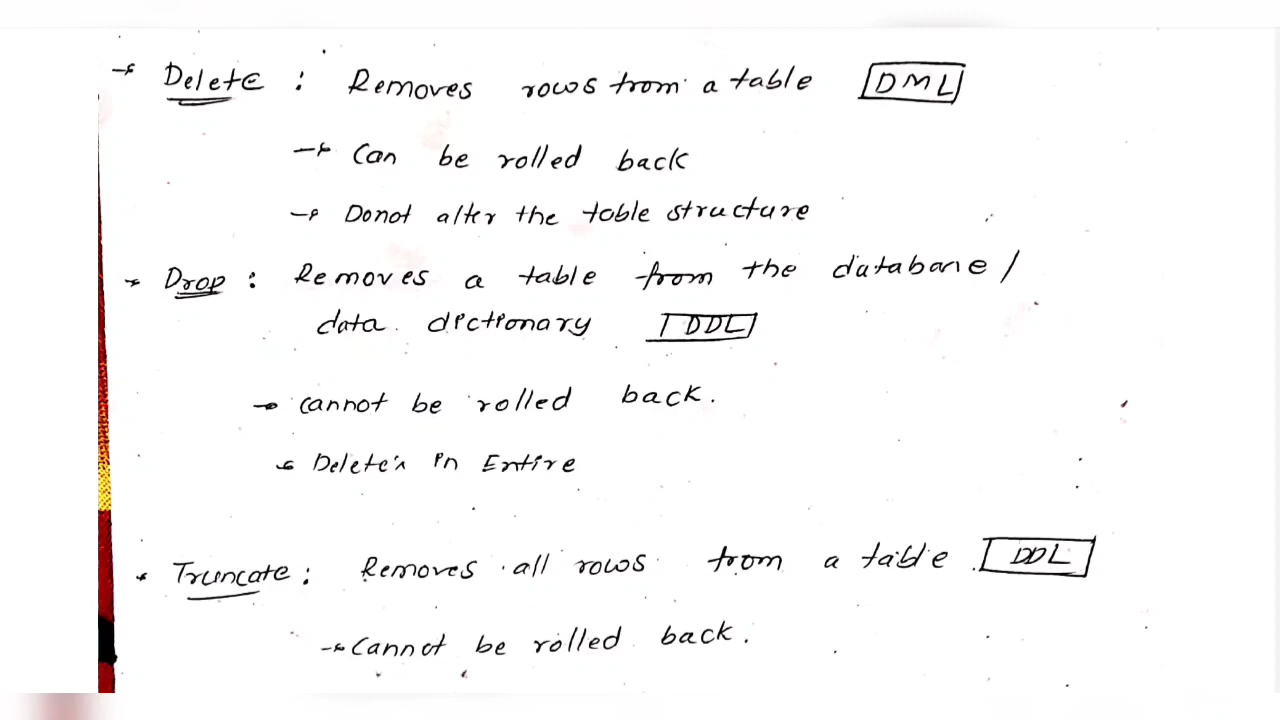 → Delete : Removes rows from a table DML
→ Can be rolled back
→ Donot alter the table structure
→ Drop : Removes a table from the database /
data dictionary DDL
→ cannot be rolled back.
→ Delete's in Entire
→ Truncate : Removes all rows from a table DDL
→ Cannot be rolled back.